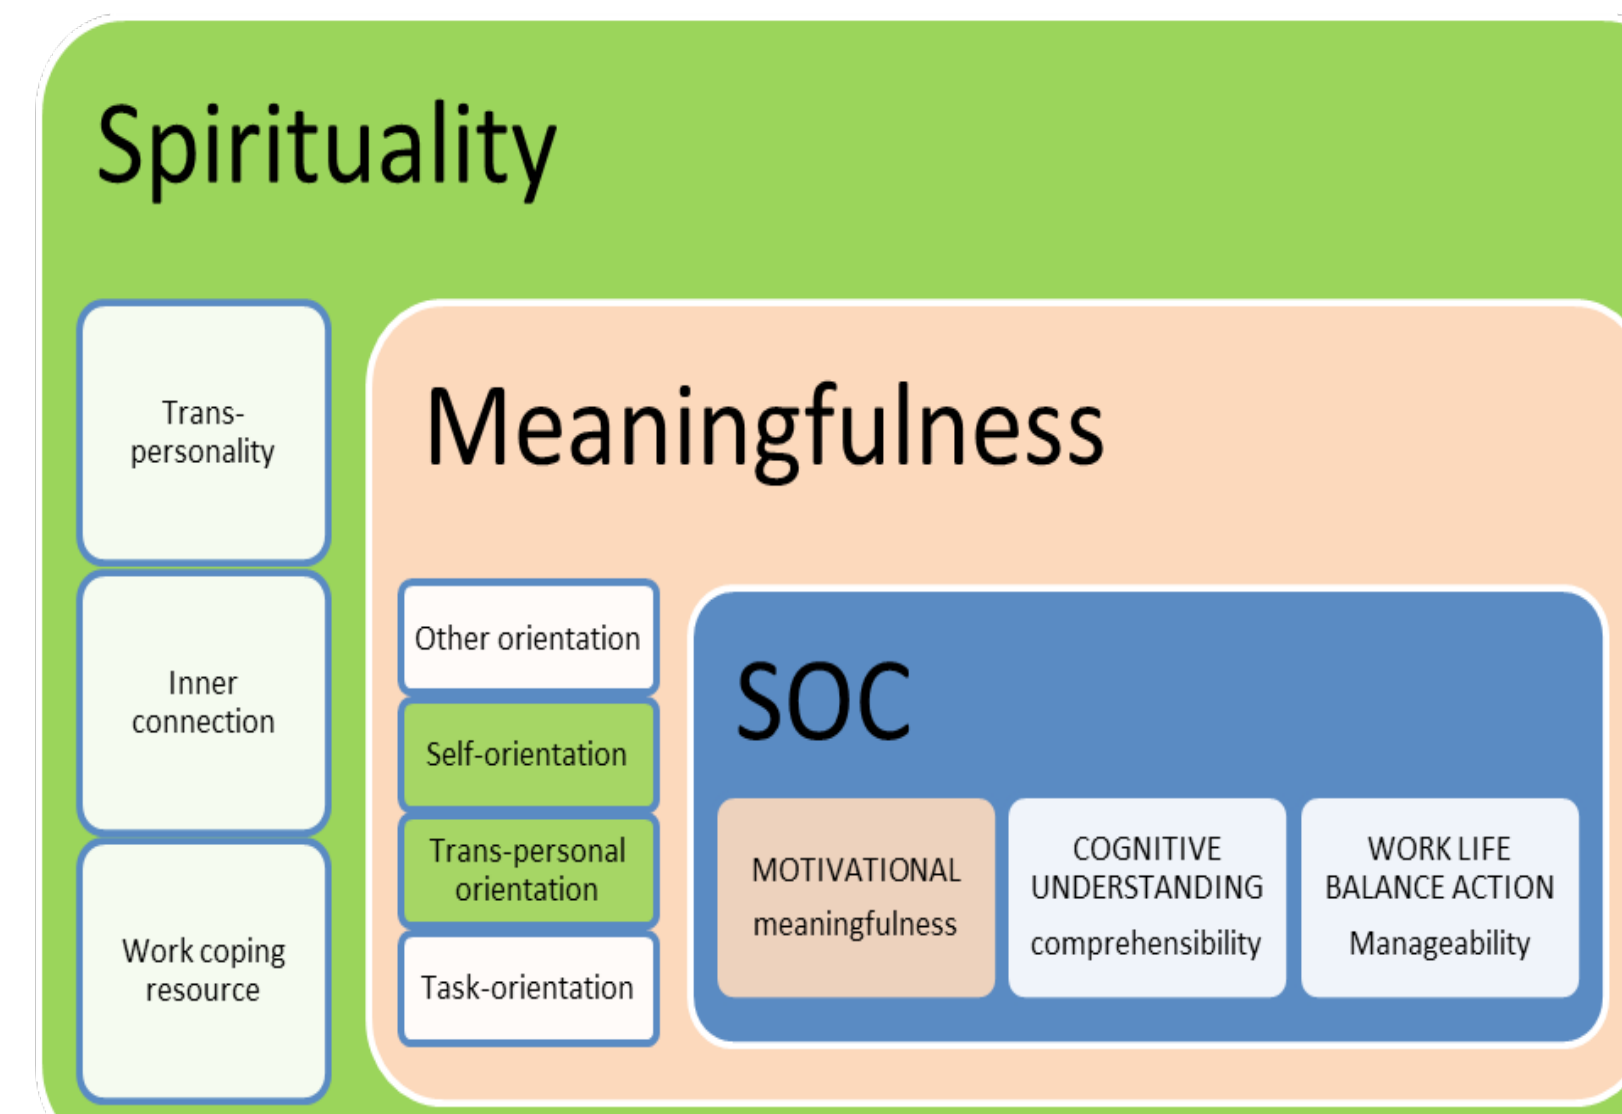 Spirituality
Trans-
personality
Inner
connection
Work coping
resource
Meaningfulness
Other orientation
Self-orientation
Trans-personal
orientation
Task-orientation
SOC
MOTIVATIONAL
meaningfulness
COGNITIVE
UNDERSTANDING
comprehensibility
WORK LIFE
BALANCE ACTION
Manageability